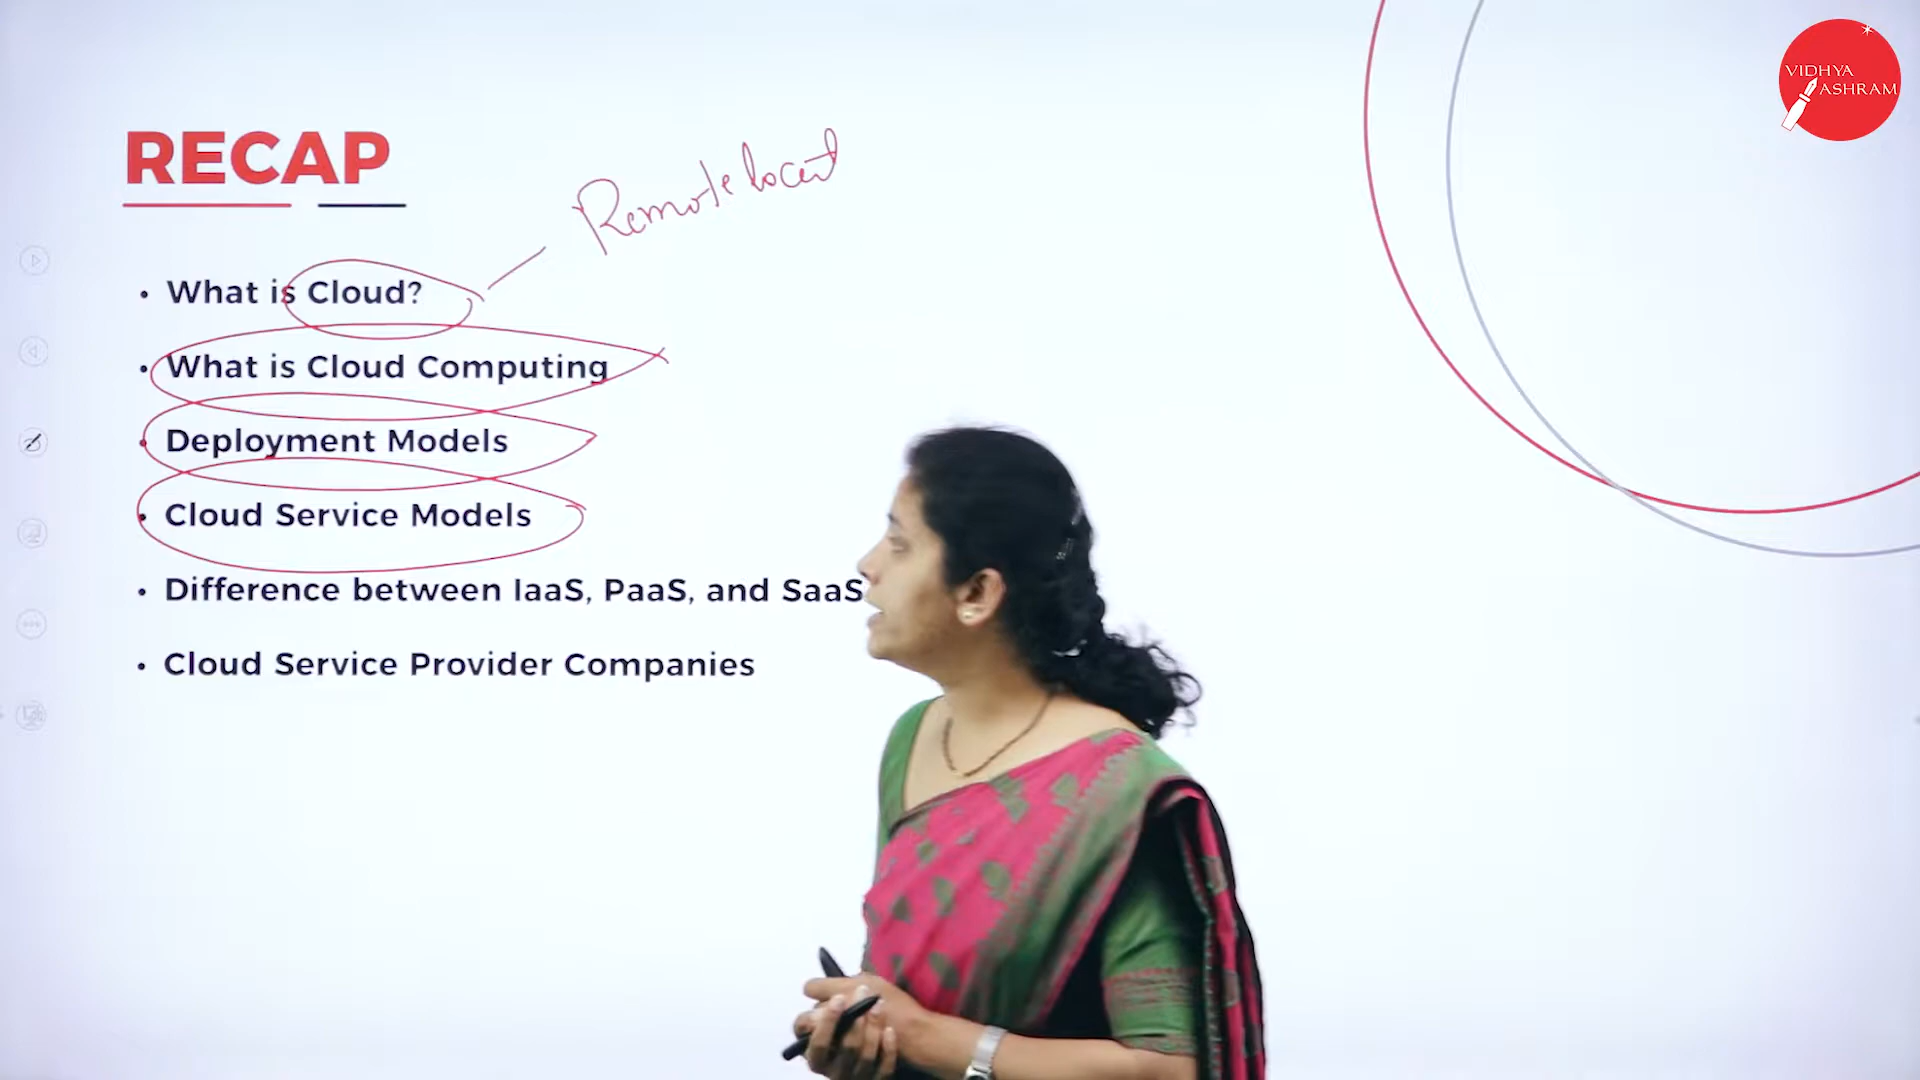 VIDHYA
ASHRAM
RECAP
Remote locat
• What is Cloud?
• What is Cloud Computing
• Deployment Models
• Cloud Service Models
• Difference between IaaS, PaaS, and SaaS
• Cloud Service Provider Companies